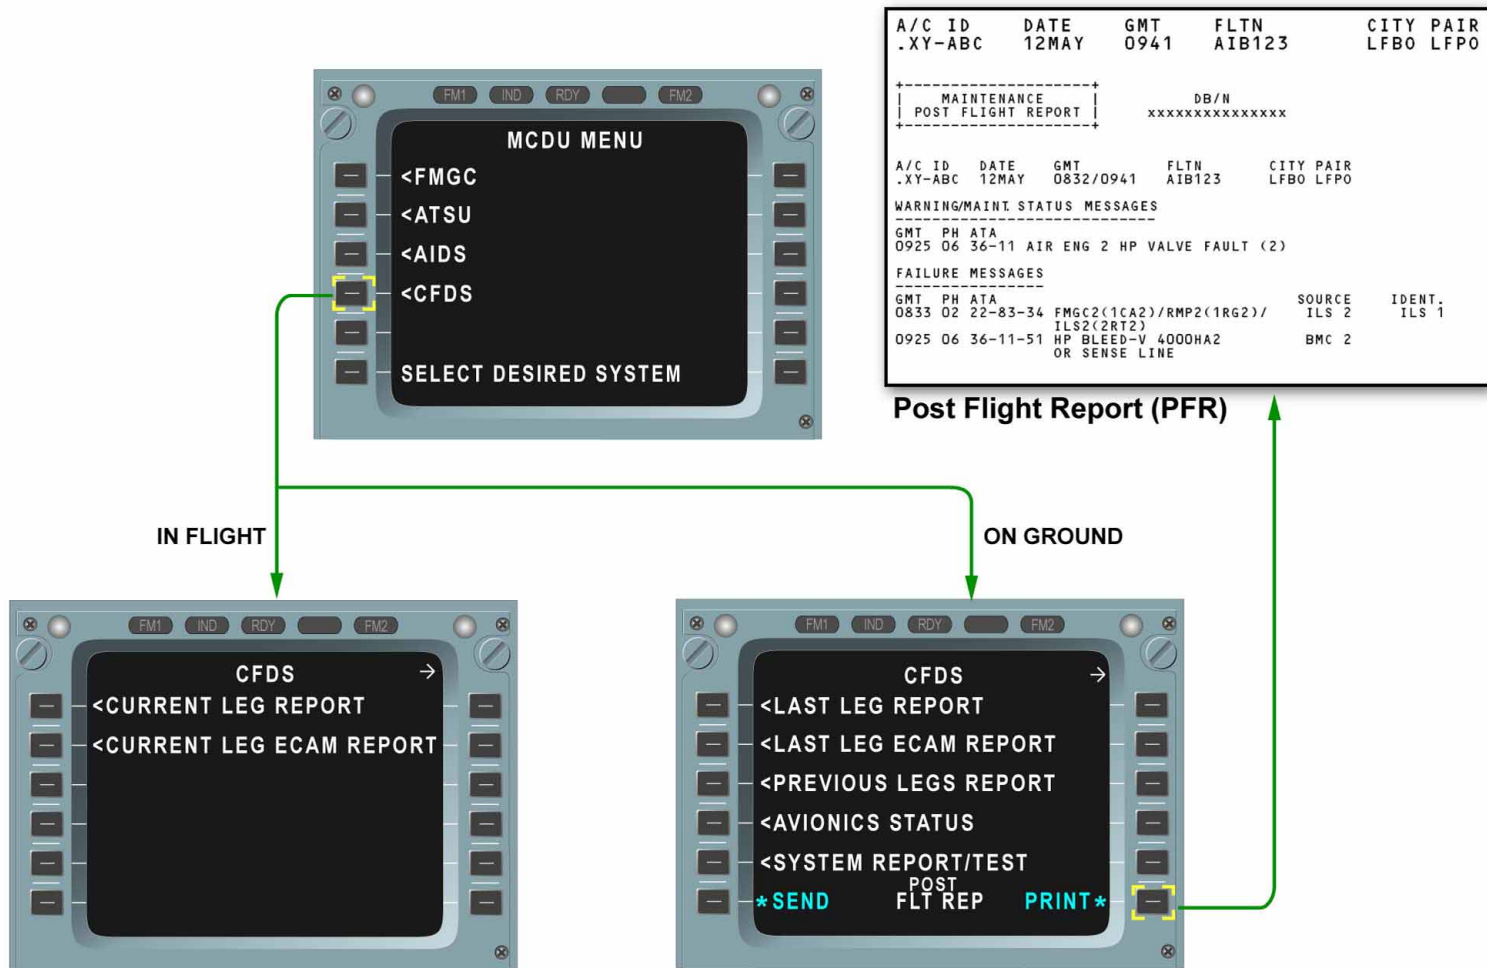 A/C ID DATE GMT FLTN CITY PAIR
.XY-ABC 12MAY 0941 AIB123 LFBO LFPO
+---------------------+
| MAINTENANCE | DB/N
| POST FLIGHT REPORT | xxxxxxxxxxxxxxx
+---------------------+
A/C ID DATE GMT FLTN CITY PAIR
.XY-ABC 12MAY 0832/0941 AIB123 LFBO LFPO
WARNING/MAINT. STATUS MESSAGES
----------------------------
GMT PH ATA
0925 06 36-11 AIR ENG 2 HP VALVE FAULT (2)
FAILURE MESSAGES
----------------
GMT PH ATA SOURCE IDENT.
0833 02 22-83-34 FMGC2(1CA2)/RMP2(1RG2)/ ILS 2 ILS 1
ILS2(2RT2)
0925 06 36-11-51 HP BLEED-V 4000HA2 BMC 2
OR SENSE LINE
Post Flight Report (PFR)
FM1 IND RDY FM2
MCDU MENU
<FMGC
<ATSU
<AIDS
<CFDS
SELECT DESIRED SYSTEM
IN FLIGHT
ON GROUND
FM1 IND RDY FM2
CFDS →
<CURRENT LEG REPORT
<CURRENT LEG ECAM REPORT
FM1 IND RDY FM2
CFDS →
<LAST LEG REPORT
<LAST LEG ECAM REPORT
<PREVIOUS LEGS REPORT
<AVIONICS STATUS
<SYSTEM REPORT/TEST
POST
*SEND FLT REP PRINT*